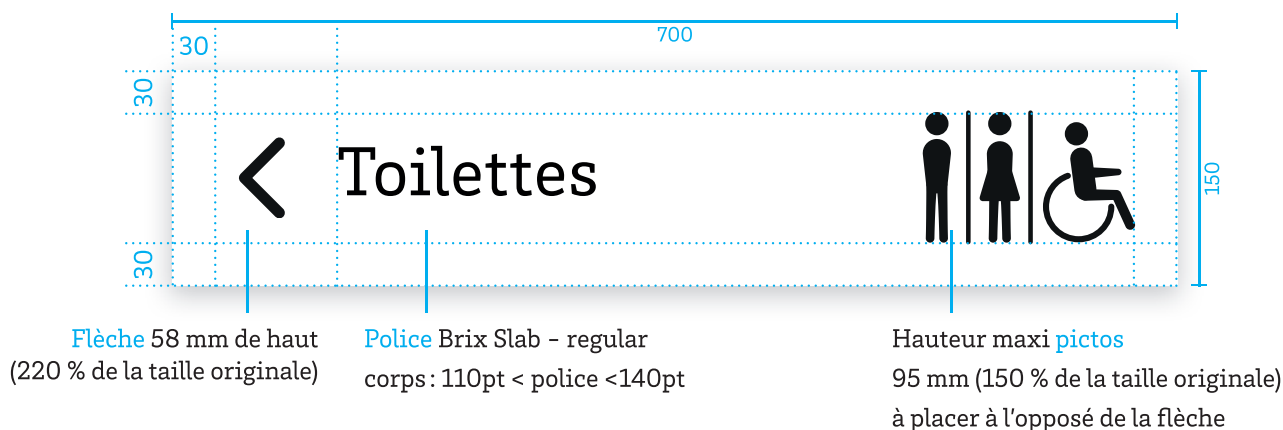 700
30
30
Toilettes
150
30
Flèche 58 mm de haut
(220 % de la taille originale)
Police Brix Slab – regular
corps : 110pt < police <140pt
Hauteur maxi pictos
95 mm (150 % de la taille originale)
à placer à l'opposé de la flèche